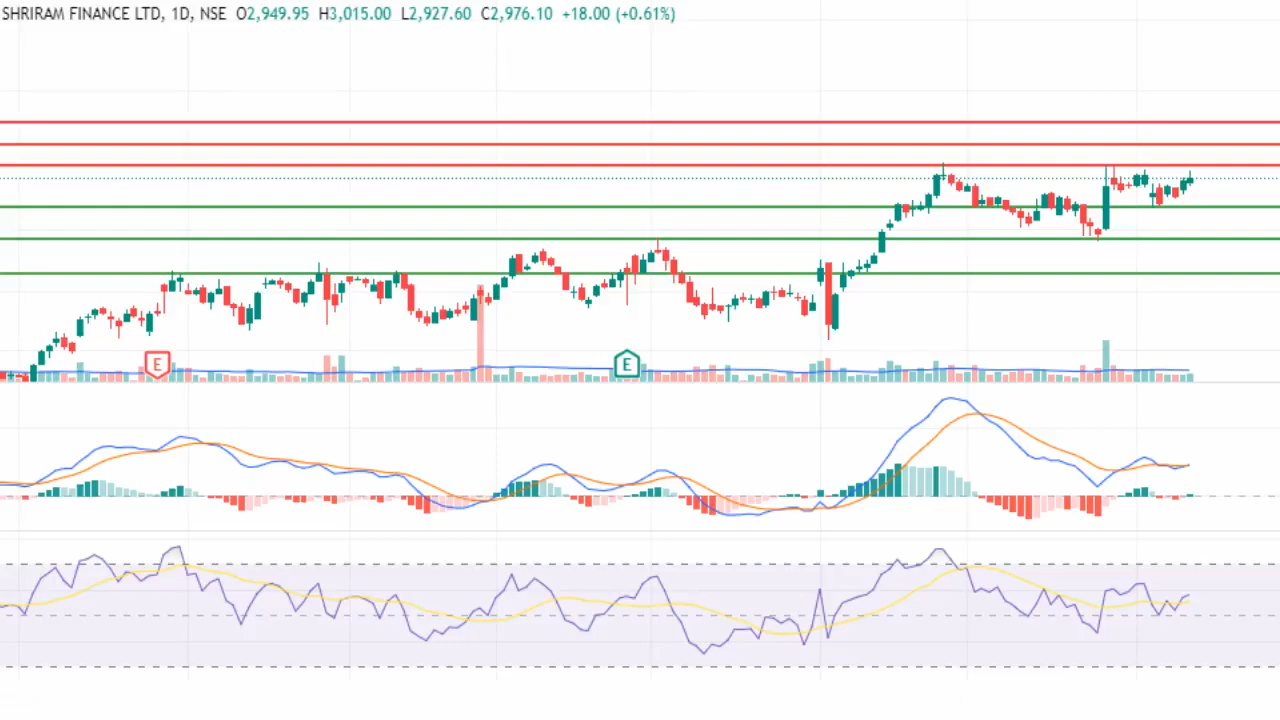 SHRIRAM FINANCE LTD, 1D, NSE O2,949.95 H3,015.00 L2,927.60 C2,976.10 +18.00 (+0.61%)
E
E